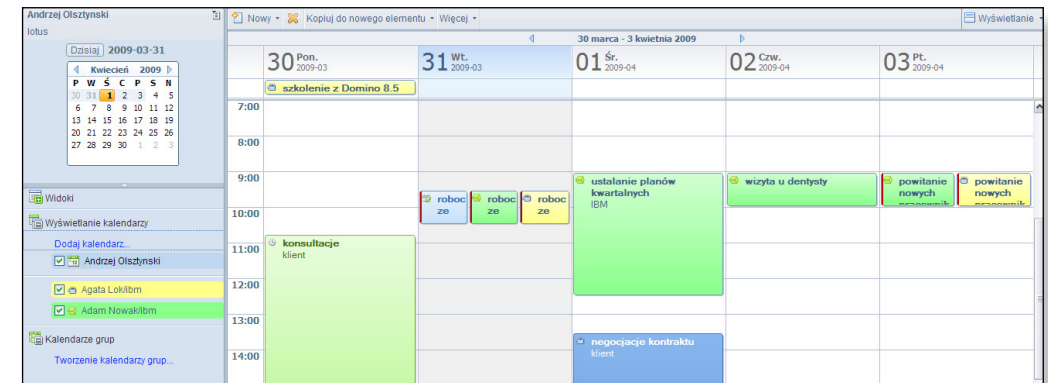 Andrzej Olsztynski
lotus
Dzisiaj 2009-03-31
Kwiecień 2009
P W Ś C P S N
30 31 1 2 3 4 5
6 7 8 9 10 11 12
13 14 15 16 17 18 19
20 21 22 23 24 25 26
27 28 29 30 1 2 3
Widoki
Wyświetlanie kalendarzy
Dodaj kalendarz...
Andrzej Olsztynski
Agata Lok/ibm
Adam Nowak/ibm
Kalendarze grup
Tworzenie kalendarzy grup...
Nowy Kopiuj do nowego elementu Więcej Wyświetlanie
30 marca - 3 kwietnia 2009
30 Pon. 2009-03
31 Wt. 2009-03
01 Śr. 2009-04
02 Czw. 2009-04
03 Pt. 2009-04
szkolenie z Domino 8.5
7:00
8:00
9:00
10:00
11:00
12:00
13:00
14:00
konsultacje
klient
roboc
ze
roboc
ze
roboc
ze
ustalanie planów
kwartalnych
IBM
negocjacje kontraktu
klient
wizyta u dentysty
powitanie
nowych
pracownik
powitanie
nowych
pracownik